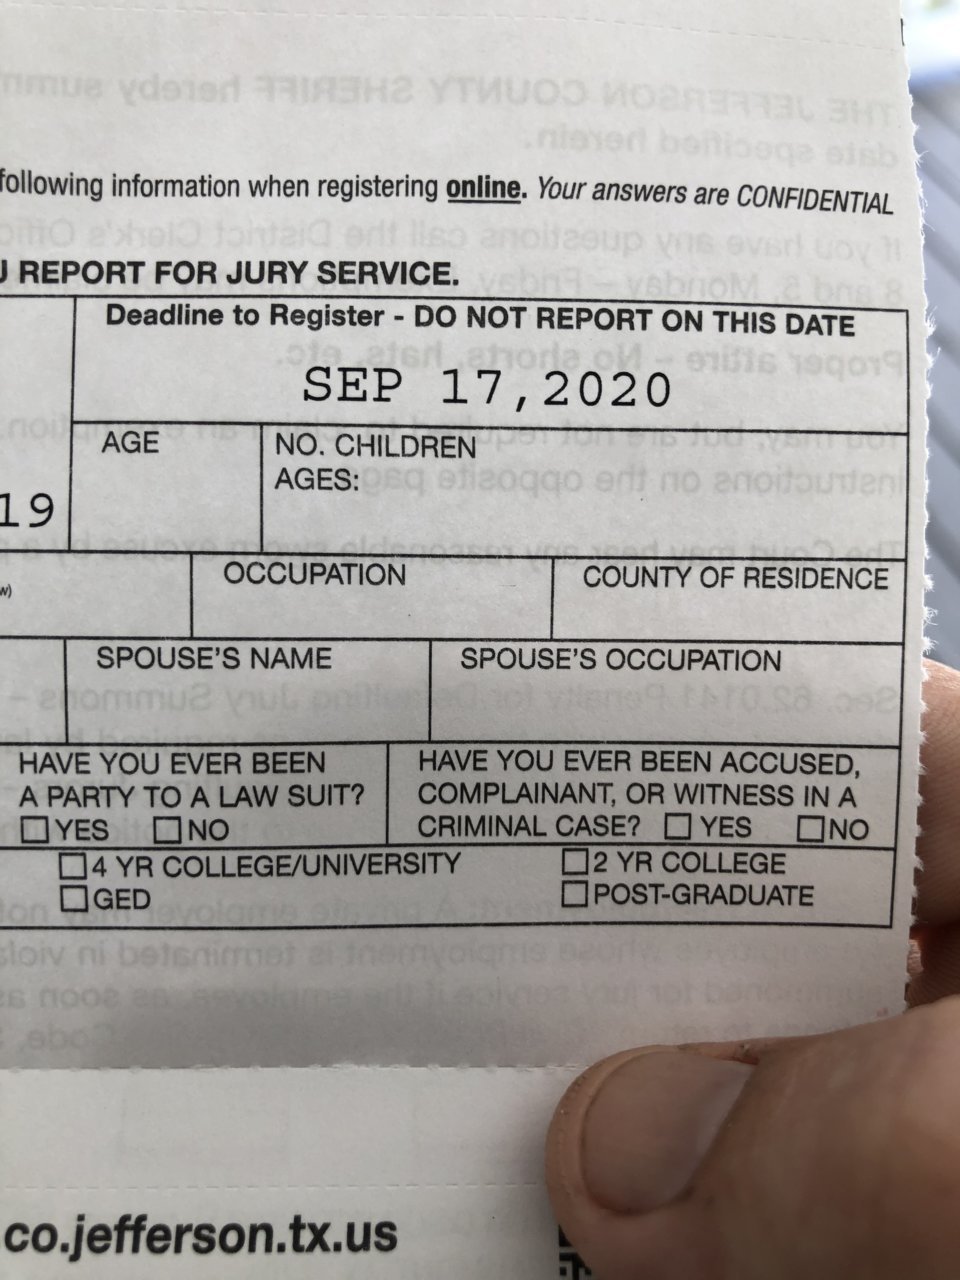 following information when registering online. Your answers are CONFIDENTIAL
U REPORT FOR JURY SERVICE.
Deadline to Register - DO NOT REPORT ON THIS DATE
SEP 17,2020
AGE
NO. CHILDREN
AGES:
19
OCCUPATION
COUNTY OF RESIDENCE
SPOUSE'S NAME
SPOUSE'S OCCUPATION
HAVE YOU EVER BEEN
A PARTY TO A LAW SUIT?
YES NO
HAVE YOU EVER BEEN ACCUSED,
COMPLAINANT, OR WITNESS IN A
CRIMINAL CASE? YES NO
4 YR COLLEGE/UNIVERSITY
2 YR COLLEGE
GED
POST-GRADUATE
co.jefferson.tx.us